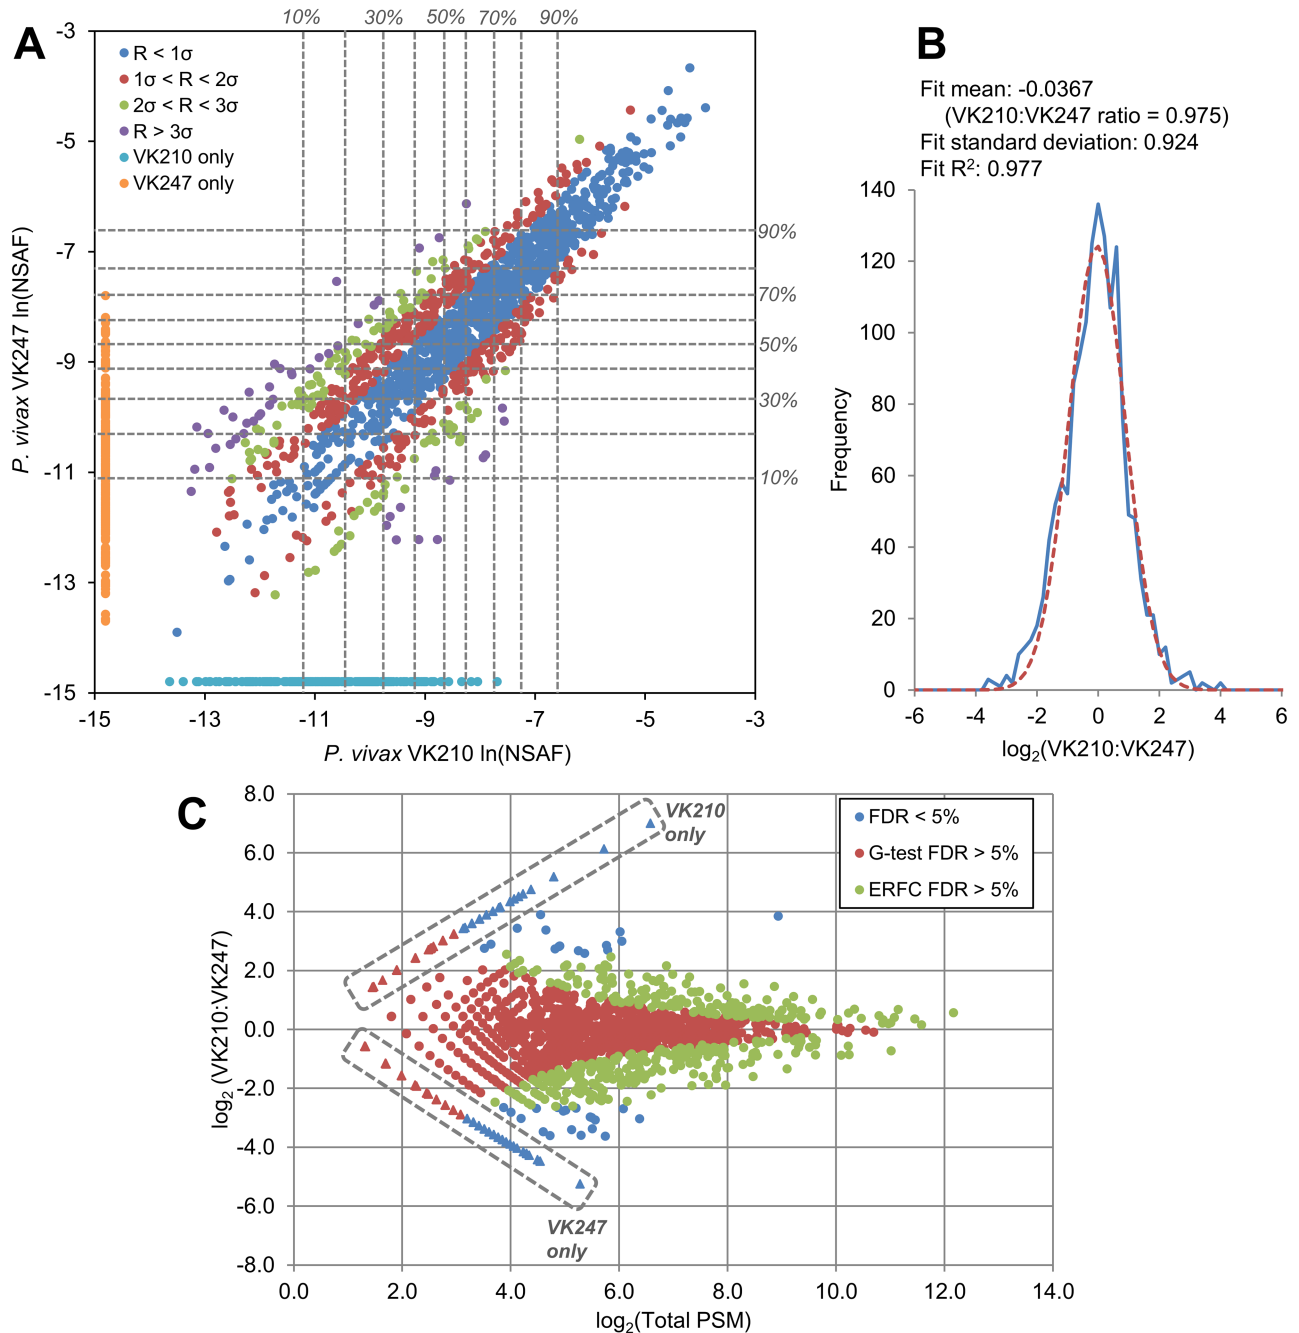 A
10% 30% 50% 70% 90%
-3
-5
-7
-9
-11
-13
-15
R < 1σ
1σ < R < 2σ
2σ < R < 3σ
R > 3σ
VK210 only
VK247 only
90%
70%
50%
30%
10%
P. vivax VK247 ln(NSAF)
-15 -13 -11 -9 -7 -5 -3
P. vivax VK210 ln(NSAF)
B
Fit mean: -0.0367
(VK210:VK247 ratio = 0.975)
Fit standard deviation: 0.924
Fit R²: 0.977
140
120
100
80
60
40
20
0
Frequency
-6 -4 -2 0 2 4 6
log₂(VK210:VK247)
C
8.0
6.0
4.0
2.0
0.0
-2.0
-4.0
-6.0
-8.0
log₂ (VK210:VK247)
VK210
only
FDR < 5%
G-test FDR > 5%
ERFC FDR > 5%
VK247
only
0.0 2.0 4.0 6.0 8.0 10.0 12.0 14.0
log₂(Total PSM)